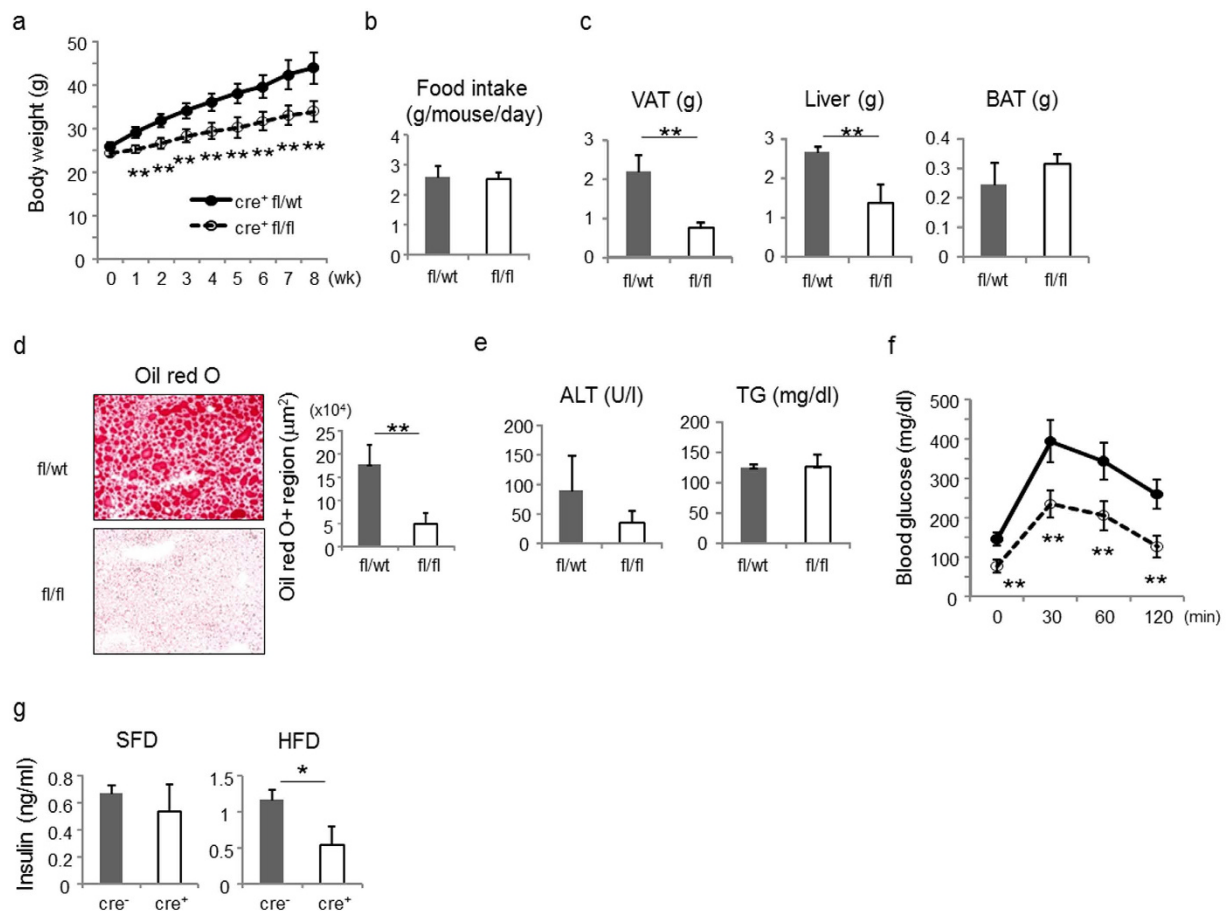 a
Body weight (g)
50
40
30
20
10
0
** ** ** ** ** ** ** **
cre+ fl/wt
cre+ fl/fl
0 1 2 3 4 5 6 7 8 (wk)
b
Food intake
(g/mouse/day)
4
3
2
1
0
fl/wt fl/fl
c
VAT (g)
3
2
1
0
**
fl/wt fl/fl
Liver (g)
3
2
1
0
**
fl/wt fl/fl
BAT (g)
0.4
0.3
0.2
0.1
0
fl/wt fl/fl
d
Oil red O
fl/wt
fl/fl
Oil red O+ region (μm²)
(x10⁴)
25
20
15
10
5
0
**
fl/wt fl/fl
e
ALT (U/l)
200
150
100
50
0
fl/wt fl/fl
TG (mg/dl)
200
150
100
50
0
fl/wt fl/fl
f
Blood glucose (mg/dl)
500
400
300
200
100
0
** ** ** **
0 30 60 120 (min)
g
Insulin (ng/ml)
SFD
0.8
0.6
0.4
0.2
0
cre⁻ cre⁺
HFD
1.5
1
0.5
0
*
cre⁻ cre⁺